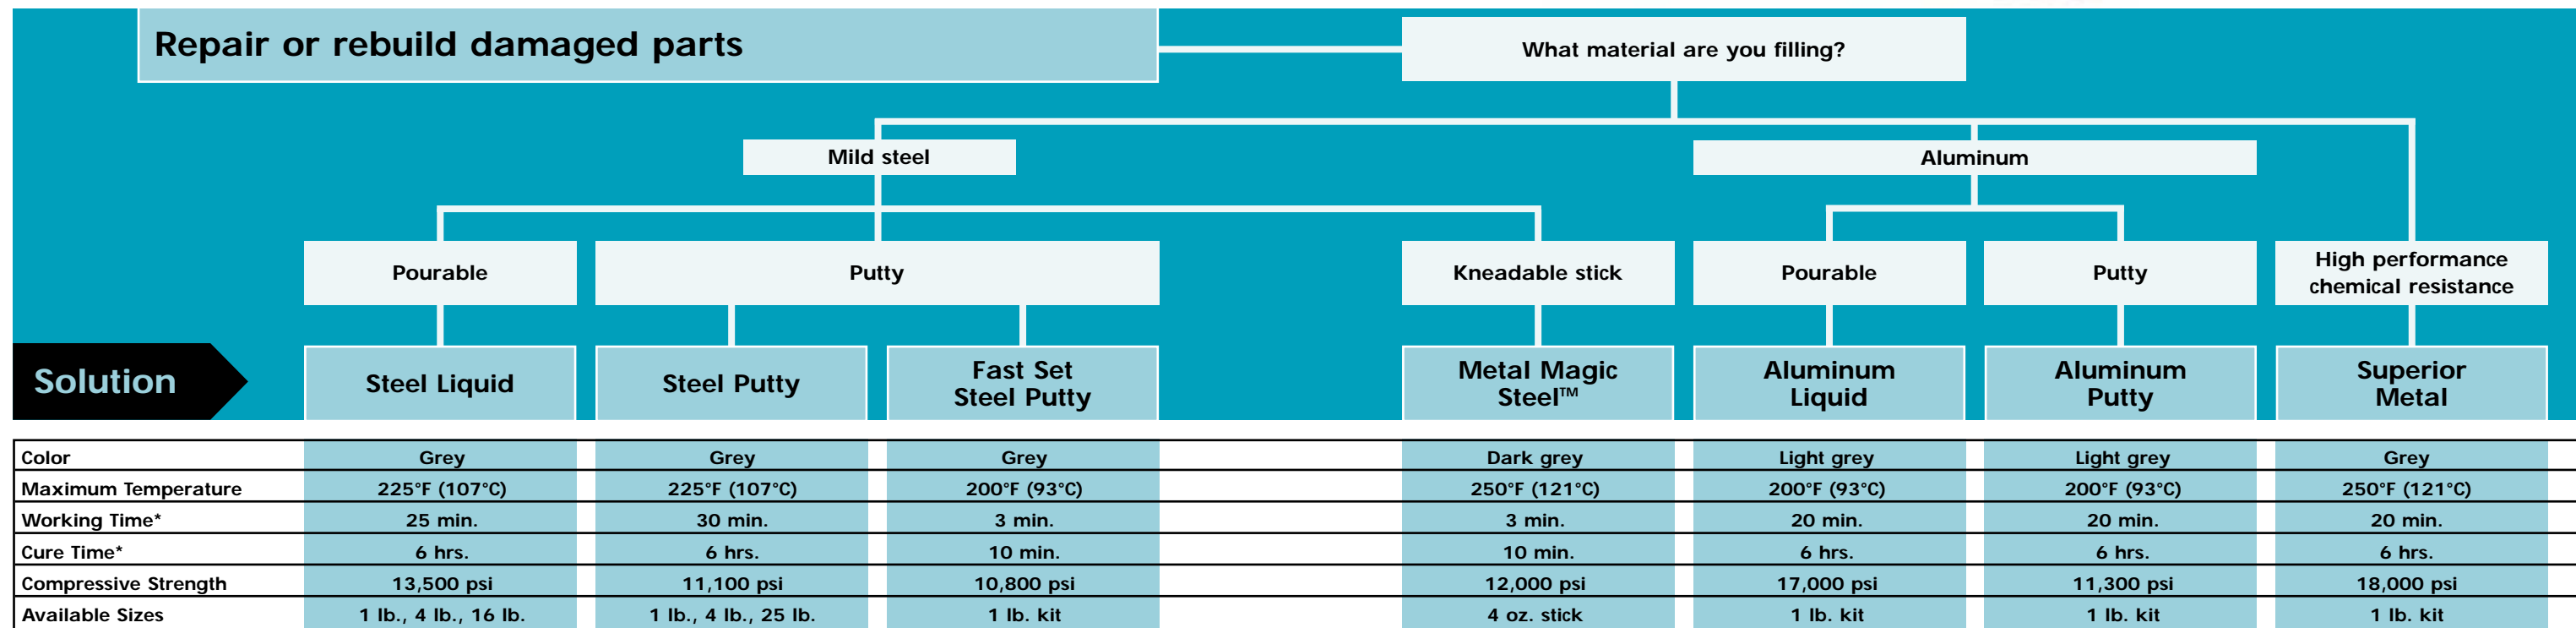 Repair or rebuild damaged parts
What material are you filling?
Mild steel
Aluminum
Pourable
Putty
Kneadable stick
Pourable
Putty
High performance
chemical resistance
Solution
Steel Liquid
Steel Putty
Fast Set
Steel Putty
Metal Magic
Steel™
Aluminum
Liquid
Aluminum
Putty
Superior
Metal
Color Grey Grey Grey Dark grey Light grey Light grey Grey
Maximum Temperature 225°F (107°C) 225°F (107°C) 200°F (93°C) 250°F (121°C) 200°F (93°C) 200°F (93°C) 250°F (121°C)
Working Time* 25 min. 30 min. 3 min. 3 min. 20 min. 20 min. 20 min.
Cure Time* 6 hrs. 6 hrs. 10 min. 10 min. 6 hrs. 6 hrs. 6 hrs.
Compressive Strength 13,500 psi 11,100 psi 10,800 psi 12,000 psi 17,000 psi 11,300 psi 18,000 psi
Available Sizes 1 lb., 4 lb., 16 lb. 1 lb., 4 lb., 25 lb. 1 lb. kit 4 oz. stick 1 lb. kit 1 lb. kit 1 lb. kit